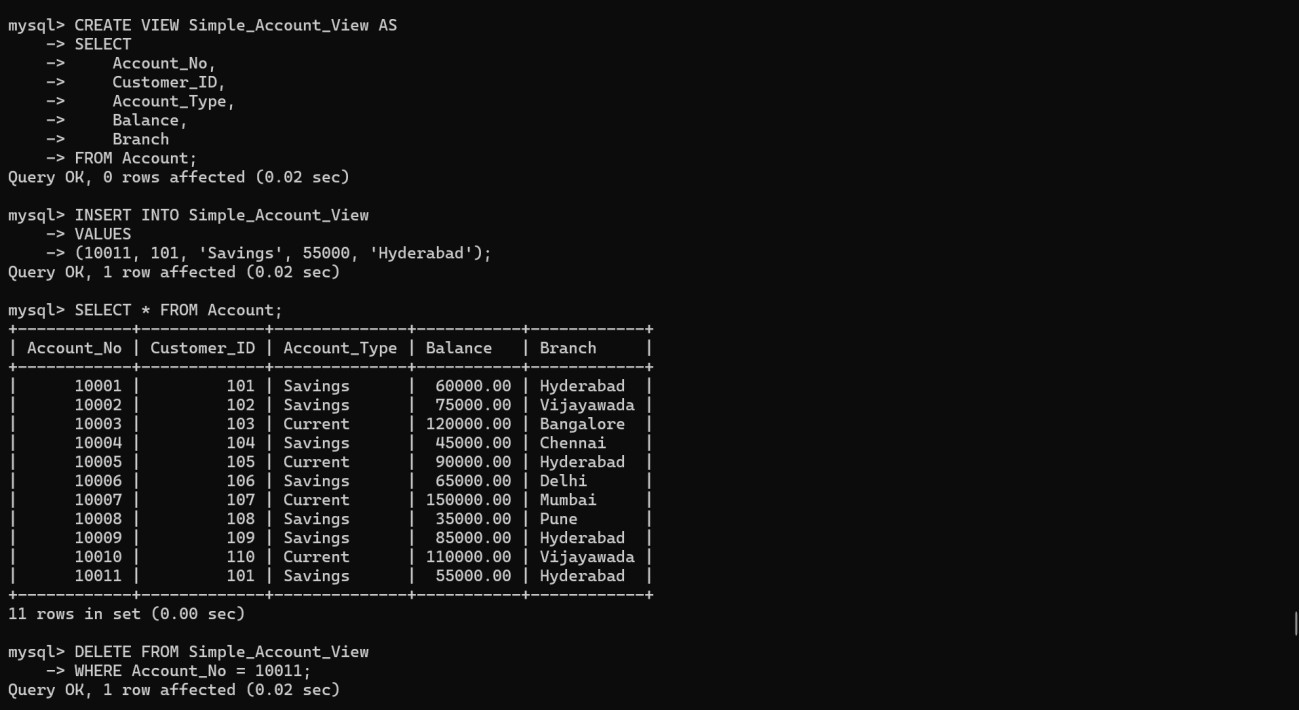 mysql> CREATE VIEW Simple_Account_View AS
    -> SELECT
    ->     Account_No,
    ->     Customer_ID,
    ->     Account_Type,
    ->     Balance,
    ->     Branch
    -> FROM Account;
Query OK, 0 rows affected (0.02 sec)

mysql> INSERT INTO Simple_Account_View
    -> VALUES
    -> (10011, 101, 'Savings', 55000, 'Hyderabad');
Query OK, 1 row affected (0.02 sec)

mysql> SELECT * FROM Account;
+------------+-------------+--------------+-----------+------------+
| Account_No | Customer_ID | Account_Type | Balance   | Branch     |
+------------+-------------+--------------+-----------+------------+
|      10001 |         101 | Savings      |  60000.00 | Hyderabad  |
|      10002 |         102 | Savings      |  75000.00 | Vijayawada |
|      10003 |         103 | Current      | 120000.00 | Bangalore  |
|      10004 |         104 | Savings      |  45000.00 | Chennai    |
|      10005 |         105 | Current      |  90000.00 | Hyderabad  |
|      10006 |         106 | Savings      |  65000.00 | Delhi      |
|      10007 |         107 | Current      | 150000.00 | Mumbai     |
|      10008 |         108 | Savings      |  35000.00 | Pune       |
|      10009 |         109 | Savings      |  85000.00 | Hyderabad  |
|      10010 |         110 | Current      | 110000.00 | Vijayawada |
|      10011 |         101 | Savings      |  55000.00 | Hyderabad  |
+------------+-------------+--------------+-----------+------------+
11 rows in set (0.00 sec)

mysql> DELETE FROM Simple_Account_View
    -> WHERE Account_No = 10011;
Query OK, 1 row affected (0.02 sec)